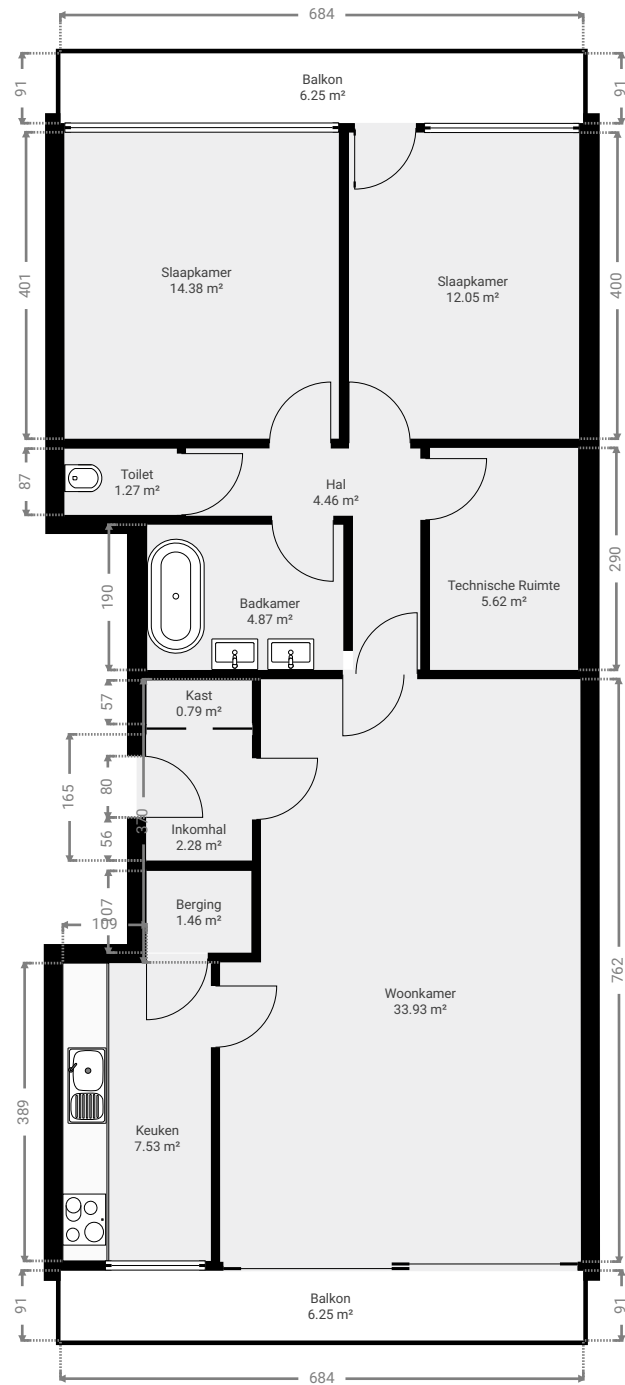 684
91
Balkon
6.25 m²
91
401
Slaapkamer
14.38 m²
Slaapkamer
12.05 m²
400
87
Toilet
1.27 m²
Hal
4.46 m²
190
Badkamer
4.87 m²
Technische Ruimte
5.62 m²
290
57
Kast
0.79 m²
165
80
370
56
Inkomhal
2.28 m²
107
109
Berging
1.46 m²
762
Woonkamer
33.93 m²
389
Keuken
7.53 m²
91
Balkon
6.25 m²
91
684